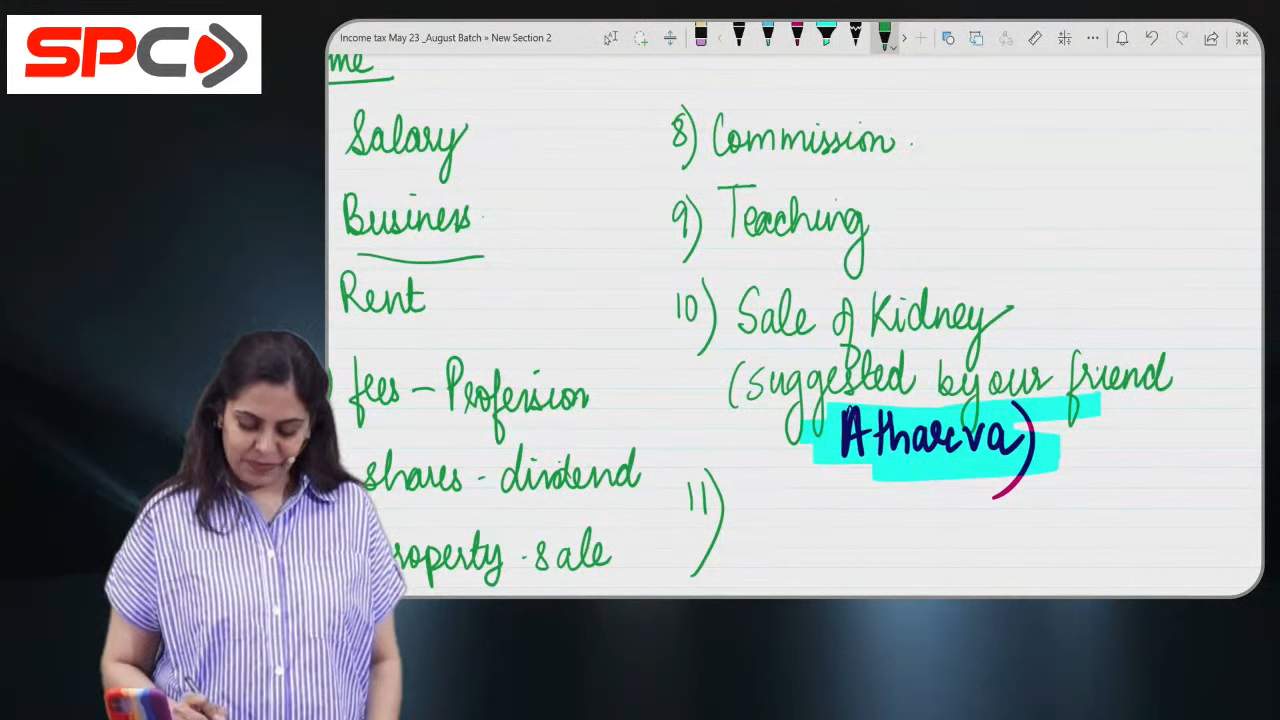 SPC
Income tax May 23 _August Batch » New Section 2
me
Salary
Business
Rent
) fees - Profession
shares - dividend
roperty - sale
8) Commission
9) Teaching
10) Sale of Kidney
(suggested by our friend
Atharva)
11)